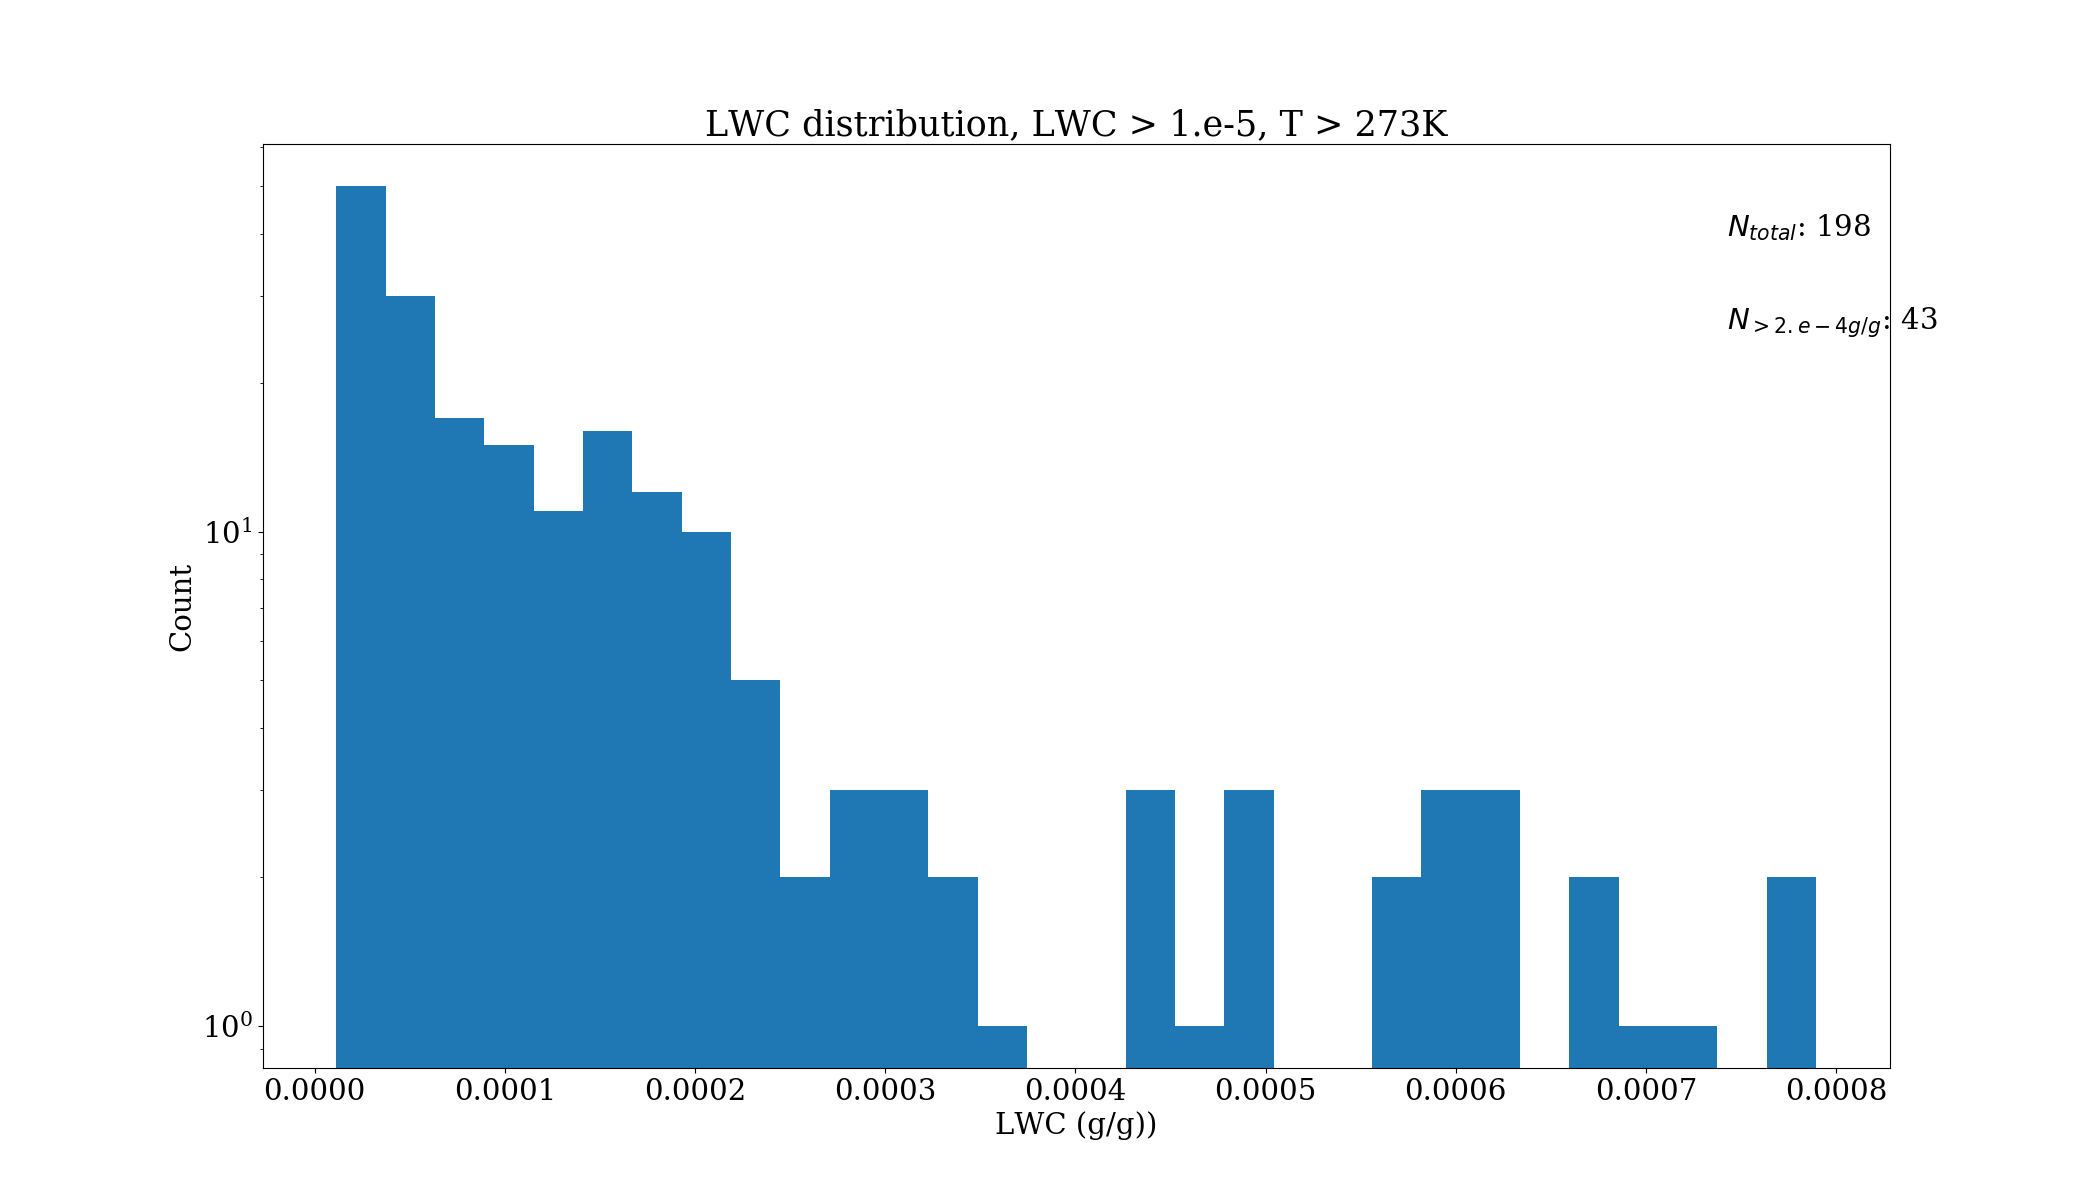 LWC distribution, LWC > 1.e-5, T > 273K
N_total: 198
N_>2.e−4g/g: 43
10^1
10^0
Count
0.0000 0.0001 0.0002 0.0003 0.0004 0.0005 0.0006 0.0007 0.0008
LWC (g/g))